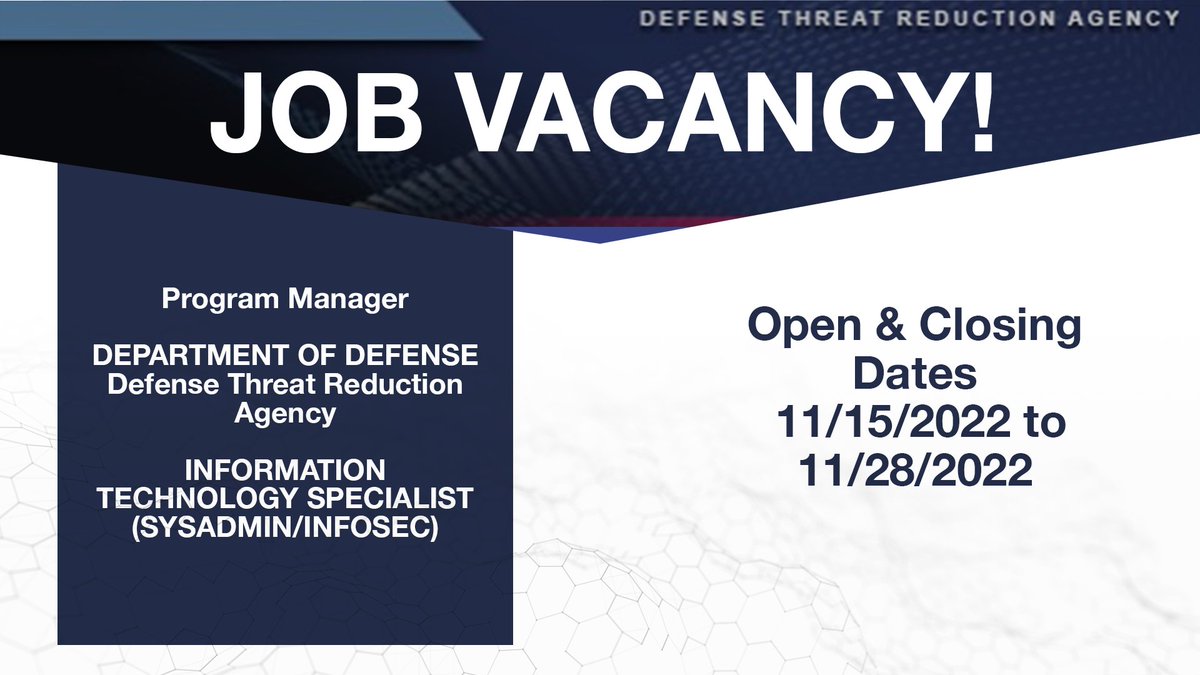 DEFENSE THREAT REDUCTION AGENCY
JOB VACANCY!
Program Manager
DEPARTMENT OF DEFENSE
Defense Threat Reduction
Agency
INFORMATION
TECHNOLOGY SPECIALIST
(SYSADMIN/INFOSEC)
Open & Closing
Dates
11/15/2022 to
11/28/2022